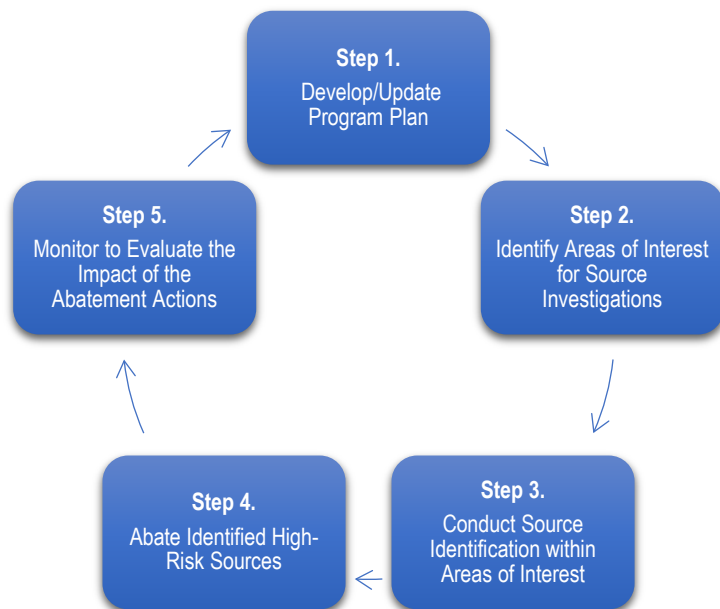 Step 1.
Develop/Update
Program Plan
Step 2.
Identify Areas of Interest
for Source
Investigations
Step 3.
Conduct Source
Identification within
Areas of Interest
Step 4.
Abate Identified High-
Risk Sources
Step 5.
Monitor to Evaluate the
Impact of the
Abatement Actions